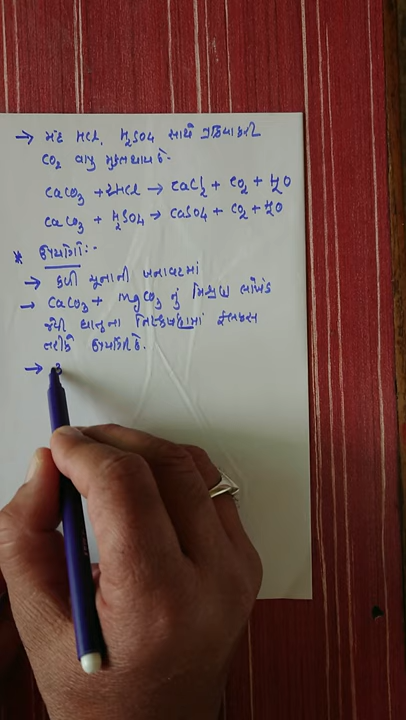 → મંદ HCl, H2SO4 સાથે પ્રક્રિયા કરી
CO2 વાયુ મુક્ત થાય છે.
CaCO3 + 2HCl → CaCl2 + CO2 + H2O
CaCO3 + H2SO4 → CaSO4 + CO2 + H2O
* ઉપયોગો:-
→ કળી ચૂનાની બનાવટમાં
→ CaCO3 + MgCO3 નું મિશ્રણ લોખંડ
જેવી ધાતુના નિષ્કર્ષણમાં ફ્લક્સ
તરીકે ઉપયોગી છે.
→